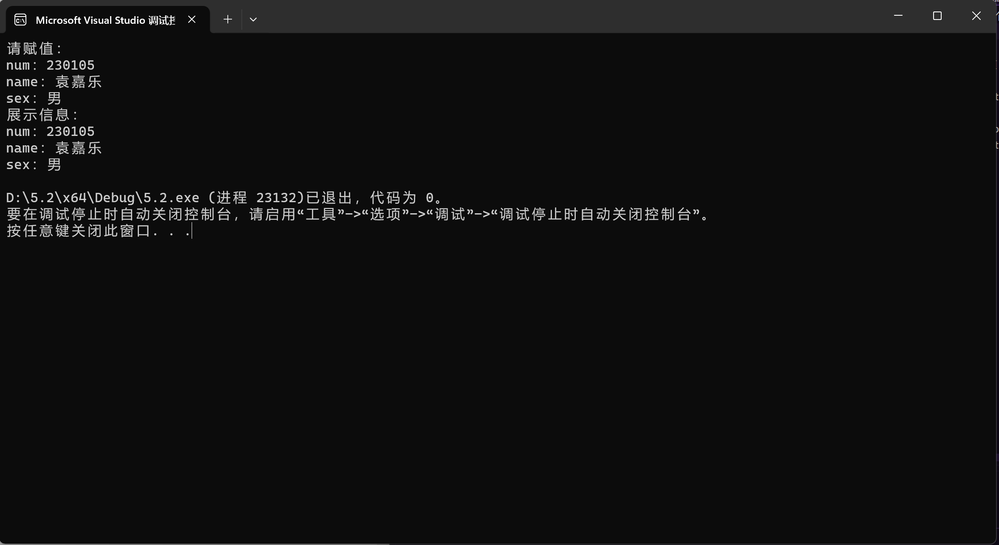 Microsoft Visual Studio 调试
请赋值：
num：230105
name：袁嘉乐
sex：男
展示信息：
num：230105
name：袁嘉乐
sex：男
D:\5.2\x64\Debug\5.2.exe (进程 23132)已退出，代码为 0。
要在调试停止时自动关闭控制台，请启用“工具”->“选项”->“调试”->“调试停止时自动关闭控制台”。
按任意键关闭此窗口. . .